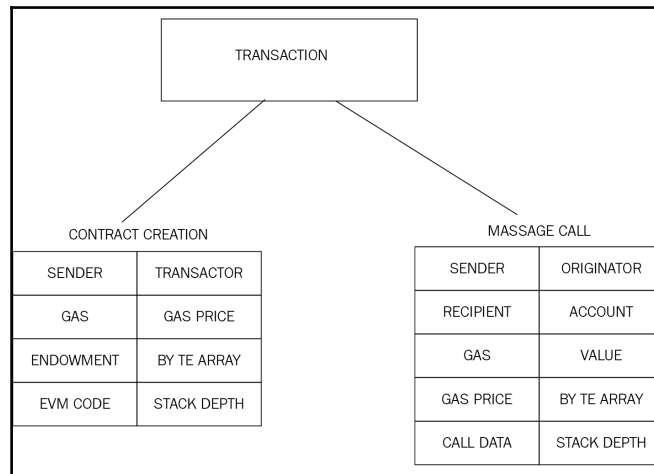 TRANSACTION
CONTRACT CREATION
SENDER TRANSACTOR
GAS GAS PRICE
ENDOWMENT BY TE ARRAY
EVM CODE STACK DEPTH
MASSAGE CALL
SENDER ORIGINATOR
RECIPIENT ACCOUNT
GAS VALUE
GAS PRICE BY TE ARRAY
CALL DATA STACK DEPTH